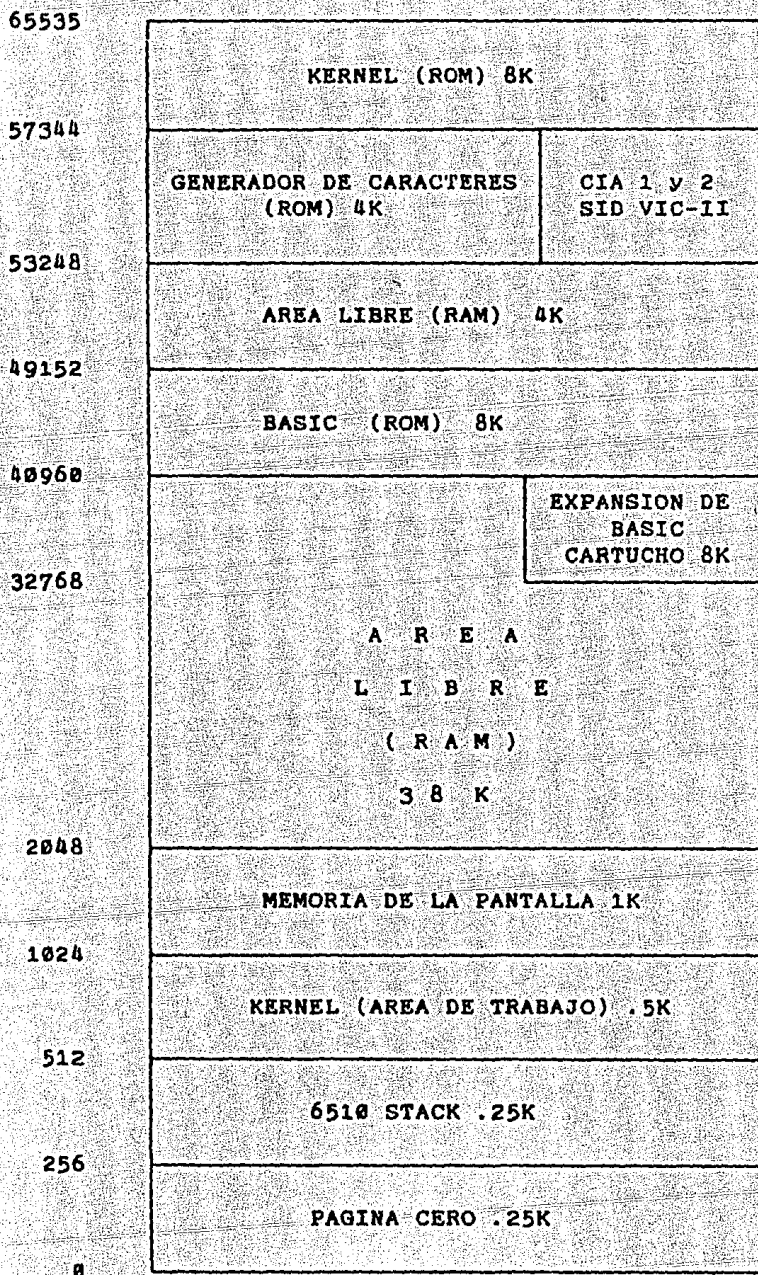 65535
KERNEL (ROM) 8K
57344
GENERADOR DE CARACTERES
(ROM) 4K
CIA 1 y 2
SID VIC-II
53248
AREA LIBRE (RAM) 4K
49152
BASIC (ROM) 8K
40960
EXPANSION DE
BASIC
CARTUCHO 8K
32768
A R E A
L I B R E
( R A M )
3 8 K
2048
MEMORIA DE LA PANTALLA 1K
1024
KERNEL (AREA DE TRABAJO) .5K
512
6510 STACK .25K
256
PAGINA CERO .25K
0